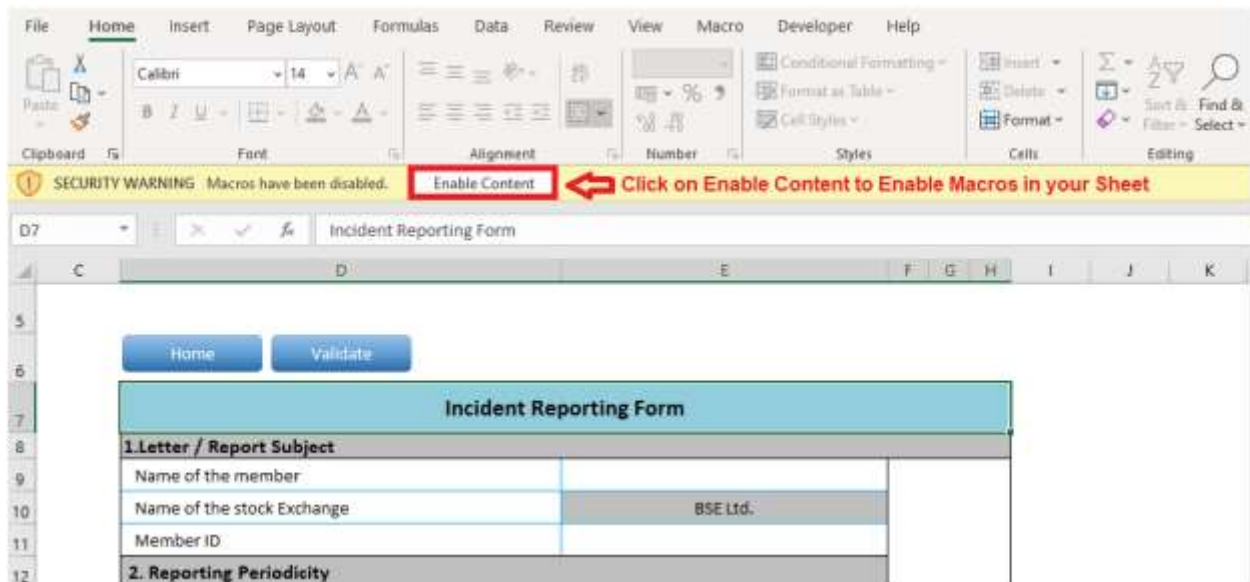 File Home Insert Page Layout Formulas Data Review View Macro Developer Help
Calibri 14 A A Conditional Formatting Insert
Paste B I U A % Format as Table Delete Sort & Find &
Cell Styles Format Filter Select
Clipboard Font Alignment Number Styles Cells Editing
SECURITY WARNING Macros have been disabled. Enable Content Click on Enable Content to Enable Macros in your Sheet
D7 fx Incident Reporting Form
C D E F G H I J K
5
Home Validate
6
7 Incident Reporting Form
8 1.Letter / Report Subject
9 Name of the member
10 Name of the stock Exchange BSE Ltd.
11 Member ID
12 2. Reporting Periodicity